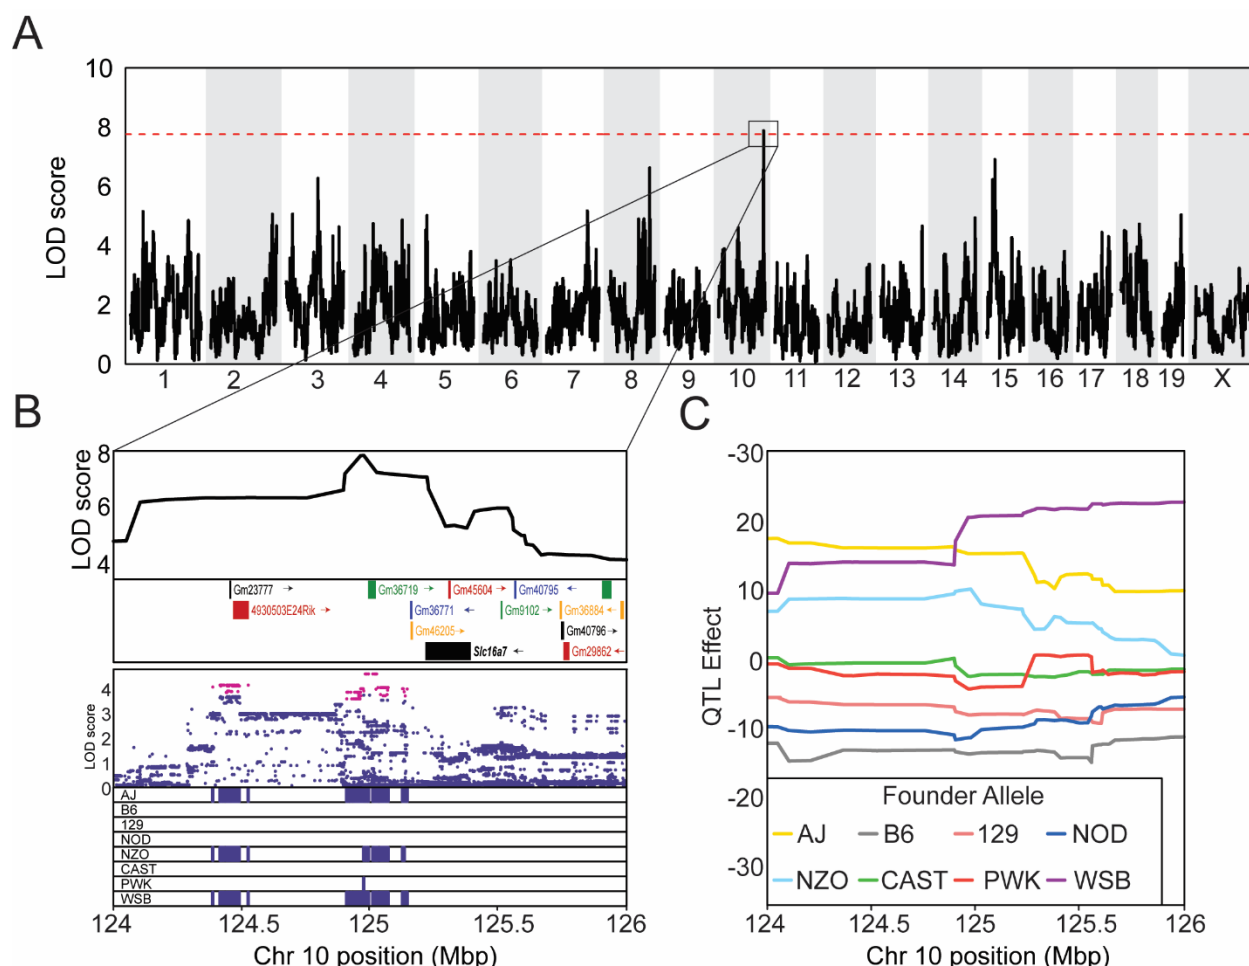 A
10
8
6
4
2
0
LOD score
1 2 3 4 5 6 7 8 9 10 11 12 13 14 15 16 17 18 19 X
B
8
6
4
LOD score
Gm23777 → Gm36719 → Gm45604 → Gm40795 ←
4930503E24Rik → Gm36771 ← Gm9102 → Gm36884 ←
Gm46205 → Gm40796 →
Slc16a7 ← Gm29862 ←
4
3
2
1
0
LOD score
AJ
B6
129
NOD
NZO
CAST
PWK
WSB
124 124.5 125 125.5 126
Chr 10 position (Mbp)
C
-30
20
10
0
-10
-20
-30
QTL Effect
Founder Allele
AJ B6 129 NOD
NZO CAST PWK WSB
124 124.5 125 125.5 126
Chr 10 position (Mbp)